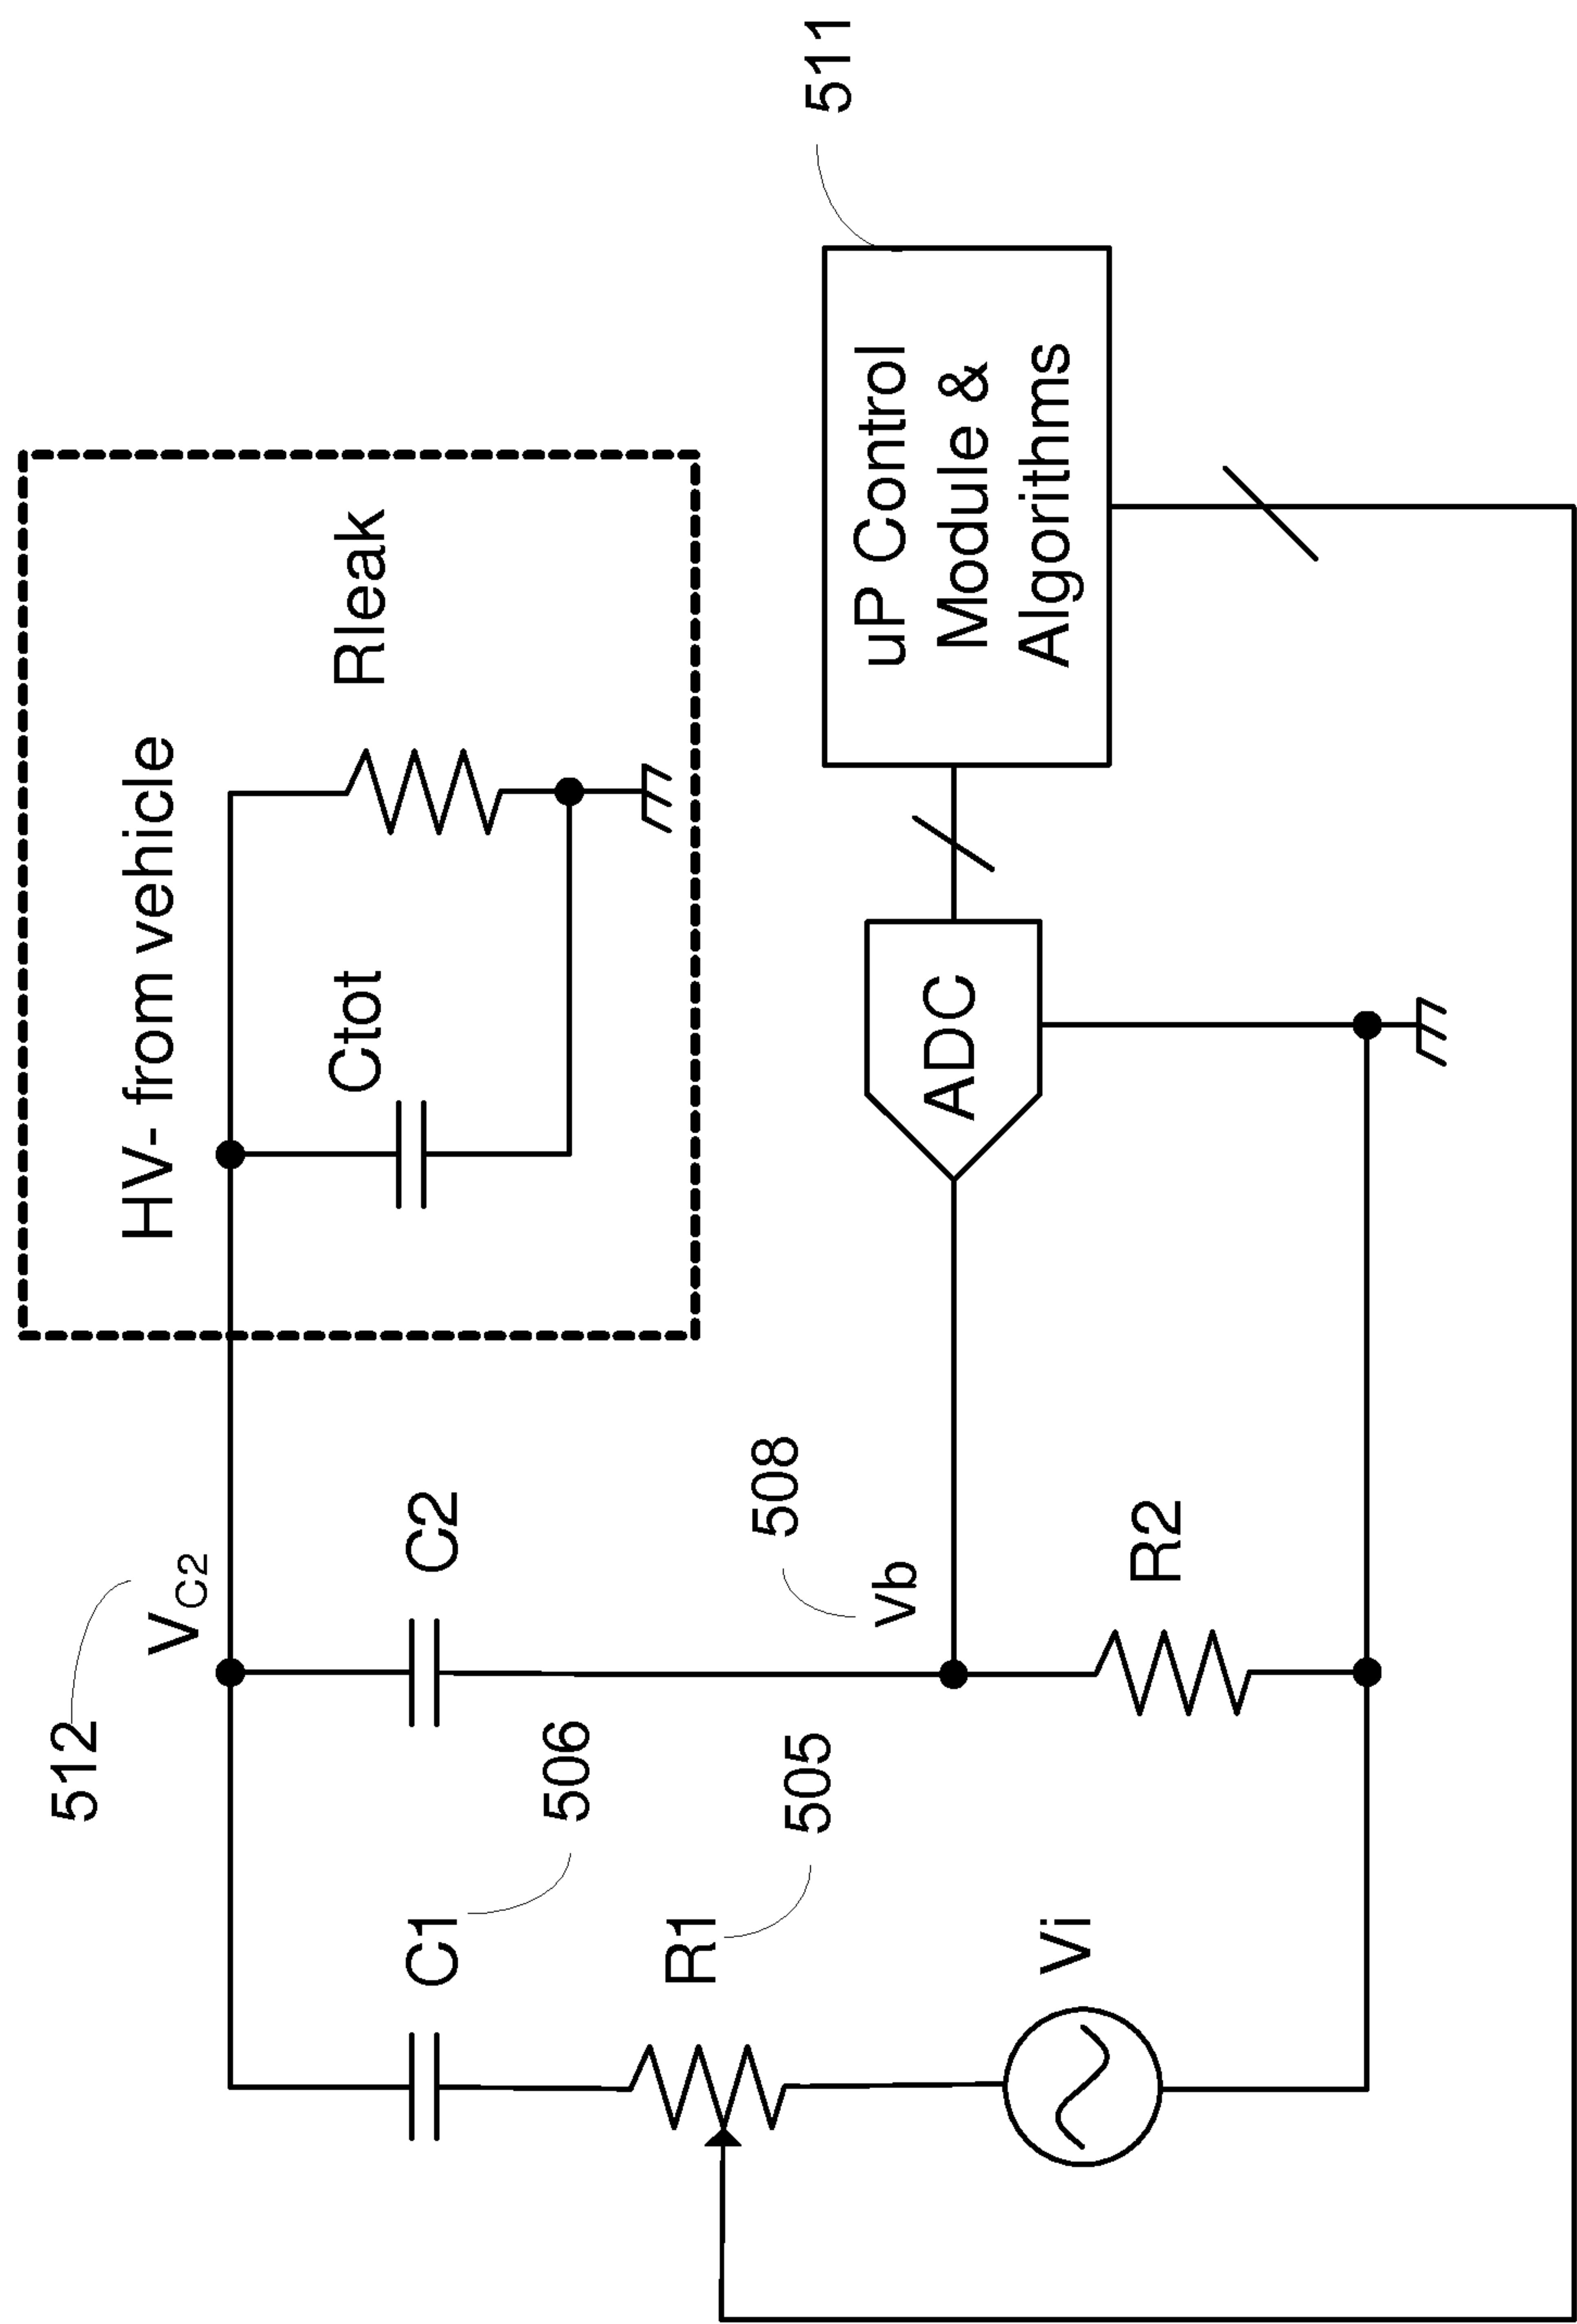 HV- from vehicle
512
V_C2
C1
506
C2
Ctot
Rleak
R1
505
508
Vb
511
uP Control
Module &
Algorithms
ADC
Vi
R2